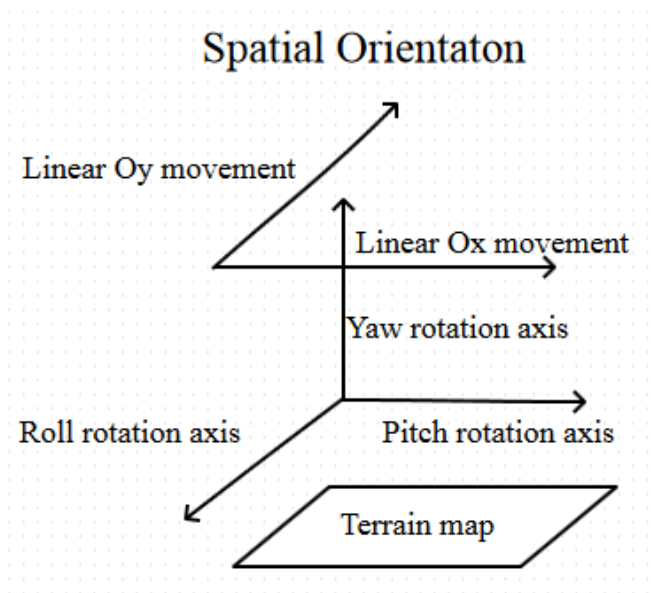 Spatial Orientaton
Linear Oy movement
Linear Ox movement
Yaw rotation axis
Roll rotation axis
Pitch rotation axis
Terrain map